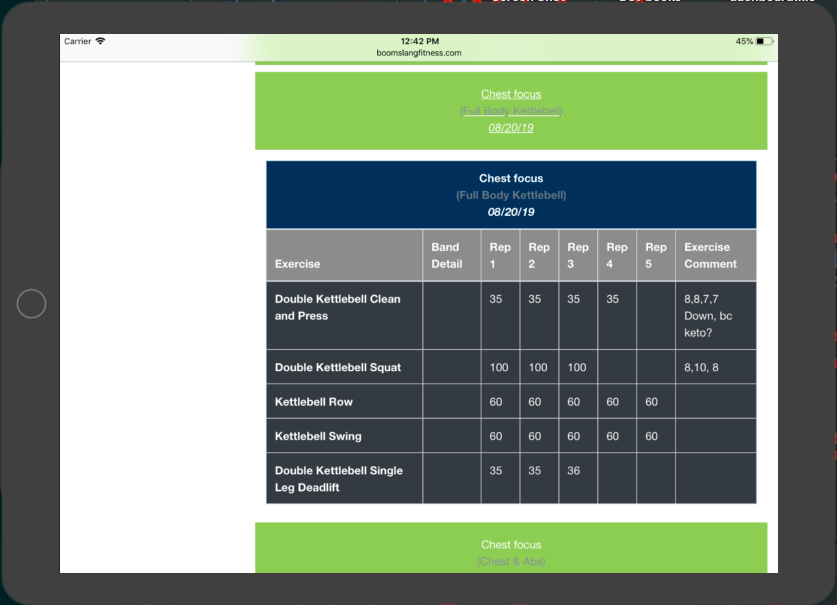 Carrier
12:42 PM
45%
boomslangfitness.com
Chest focus
(Full Body Kettlebell)
08/20/19
Chest focus
(Full Body Kettlebell)
08/20/19
Exercise Band Detail Rep 1 Rep 2 Rep 3 Rep 4 Rep 5 Exercise Comment
Double Kettlebell Clean and Press 35 35 35 35 8,8,7,7 Down, bc keto?
Double Kettlebell Squat 100 100 100 8,10, 8
Kettlebell Row 60 60 60 60 60
Kettlebell Swing 60 60 60 60 60
Double Kettlebell Single Leg Deadlift 35 35 36
Chest focus
(Chest & Abs)